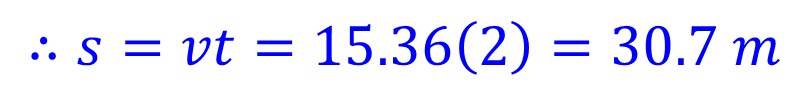 ∴ s = vt = 15.36(2) = 30.7 m